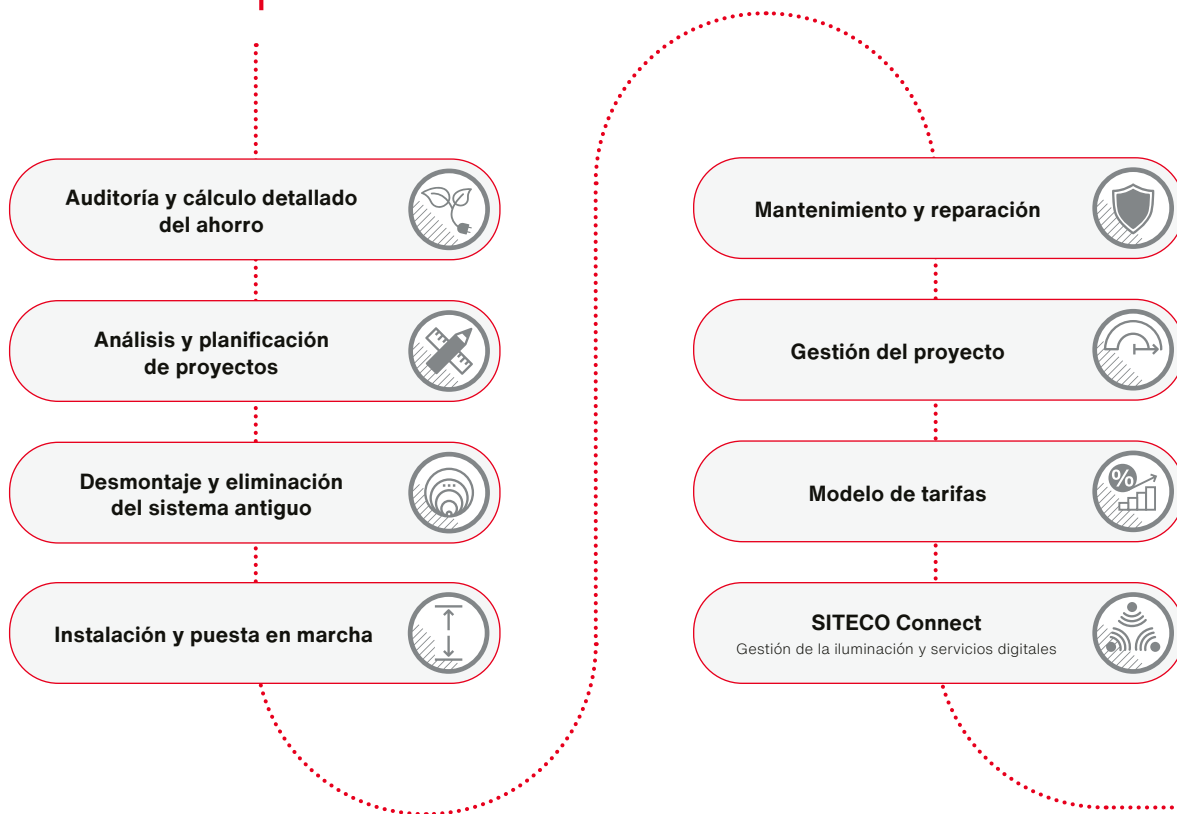 Auditoría y cálculo detallado
del ahorro
Análisis y planificación
de proyectos
Desmontaje y eliminación
del sistema antiguo
Instalación y puesta en marcha
Mantenimiento y reparación
Gestión del proyecto
Modelo de tarifas
%
SITECO Connect
Gestión de la iluminación y servicios digitales